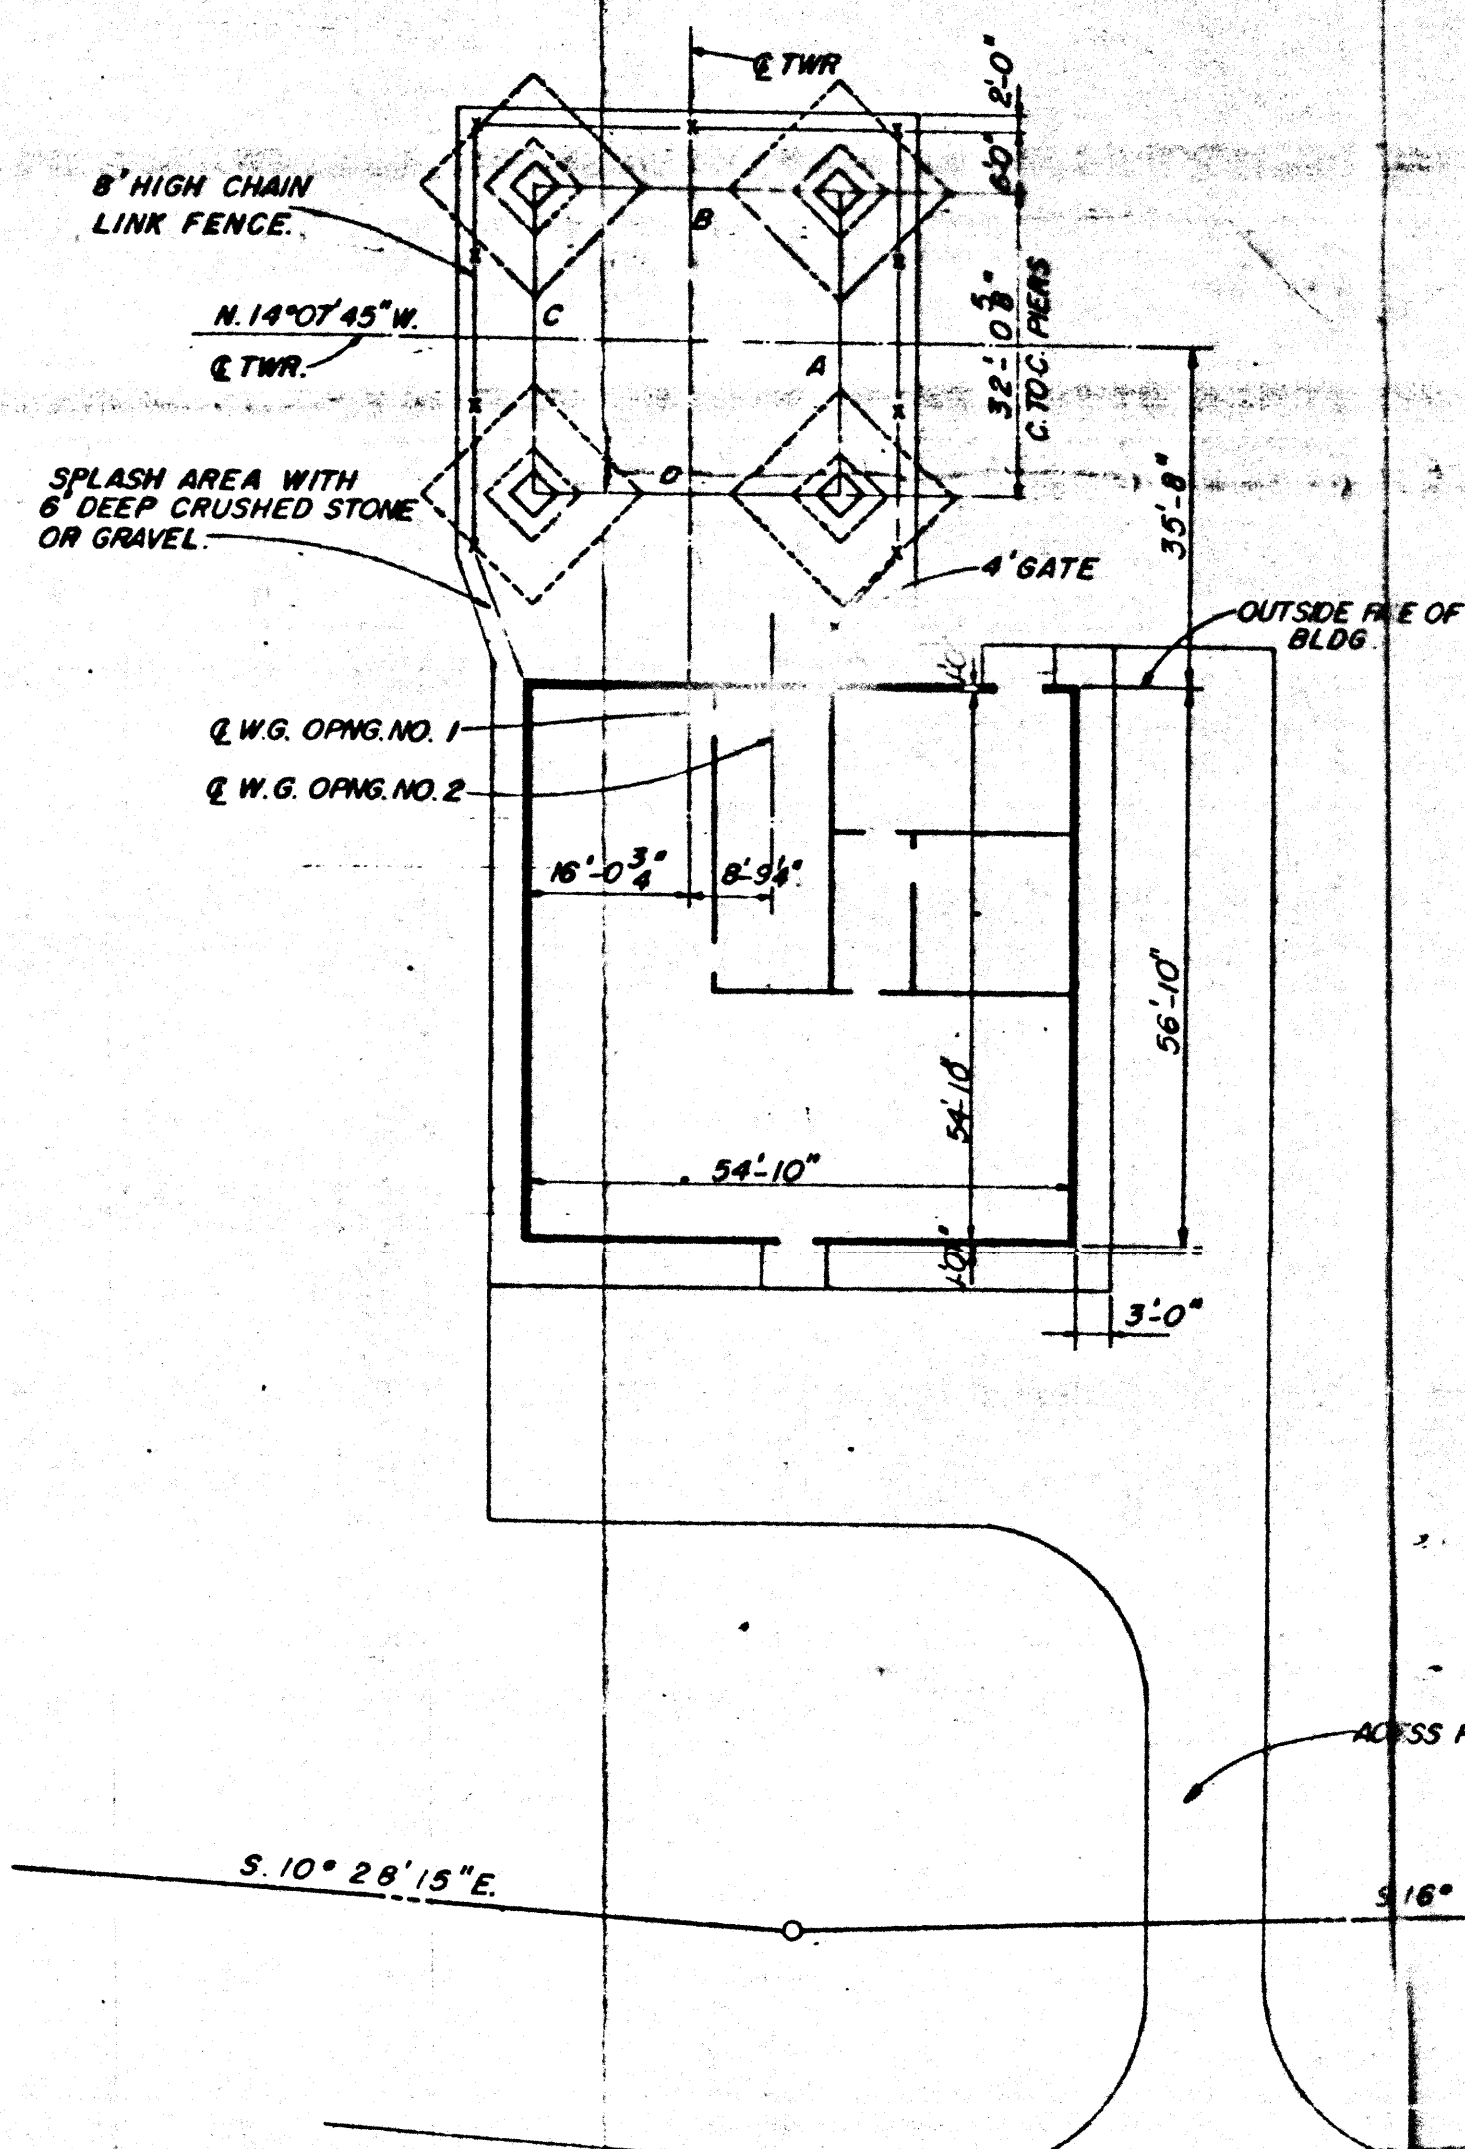 ℄ TWR
2'-0"
6'0"
8' HIGH CHAIN
LINK FENCE.
B
C
N. 14°07'45" W.
℄ TWR.
A
32'-0 5/8"
C. TO C. PIERS
SPLASH AREA WITH
6" DEEP CRUSHED STONE
OR GRAVEL.
D
35'-8"
4' GATE
OUTSIDE OF
BLDG.
℄ W.G. OPNG. NO. 1
℄ W.G. OPNG. NO. 2
16'-0 3/4"
8'-9 1/4"
56'-10"
54'-10"
54'-10"
3'-0"
S. 10° 28' 15" E.
S 16°